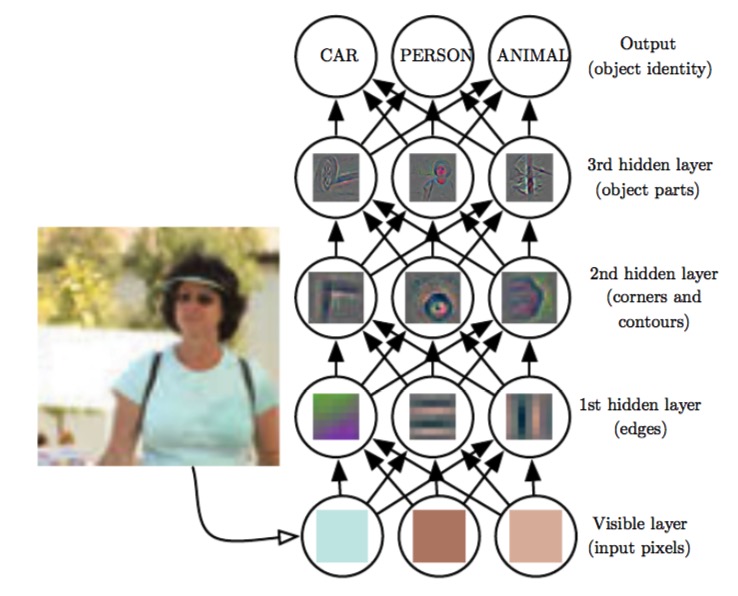 CAR
PERSON
ANIMAL
Output
(object identity)
3rd hidden layer
(object parts)
2nd hidden layer
(corners and
contours)
1st hidden layer
(edges)
Visible layer
(input pixels)